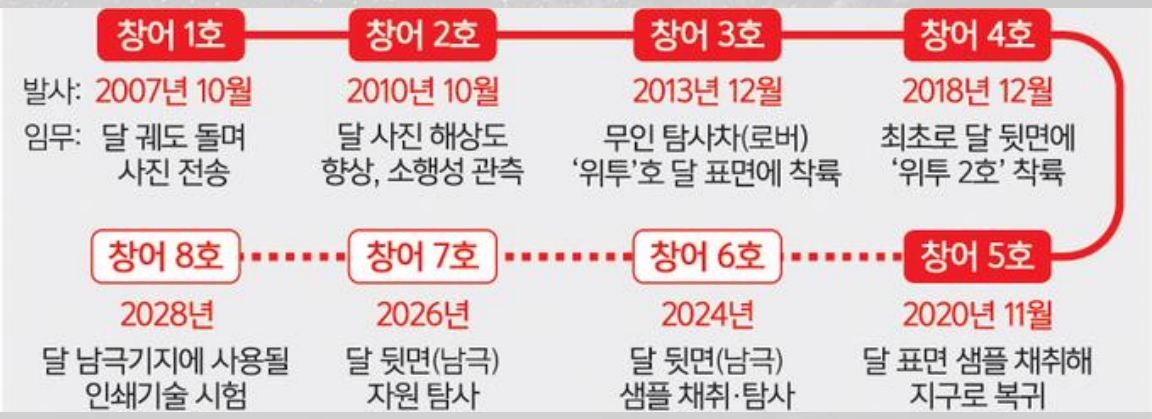 창어 1호 창어 2호 창어 3호 창어 4호
발사: 2007년 10월 2010년 10월 2013년 12월 2018년 12월
임무: 달 궤도 돌며 달 사진 해상도 무인 탐사차(로버) 최초로 달 뒷면에
사진 전송 향상, 소행성 관측 ‘위투’호 달 표면에 착륙 ‘위투 2호’ 착륙
창어 8호 창어 7호 창어 6호 창어 5호
2028년 2026년 2024년 2020년 11월
달 남극기지에 사용될 달 뒷면(남극) 달 뒷면(남극) 달 표면 샘플 채취해
인쇄기술 시험 자원 탐사 샘플 채취·탐사 지구로 복귀